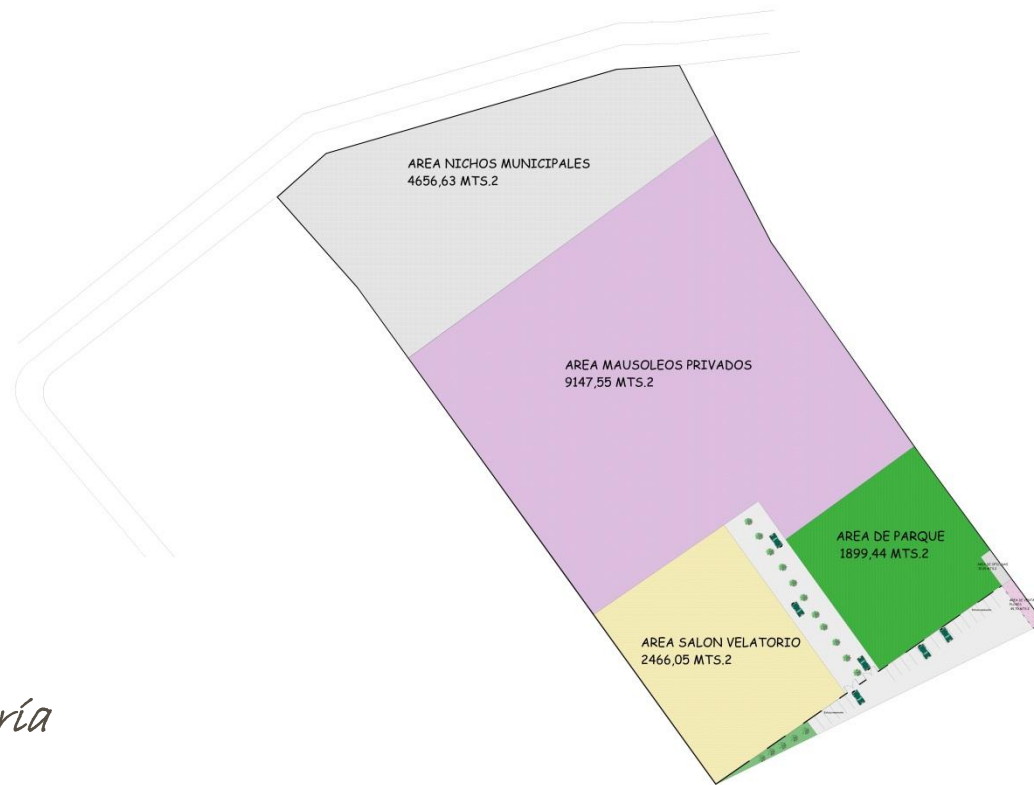 AREA NICHOS MUNICIPALES
4656,63 MTS.2
AREA MAUSOLEOS PRIVADOS
9147,55 MTS.2
AREA DE PARQUE
1899,44 MTS.2
AREA SALON VELATORIO
2466,05 MTS.2
ría